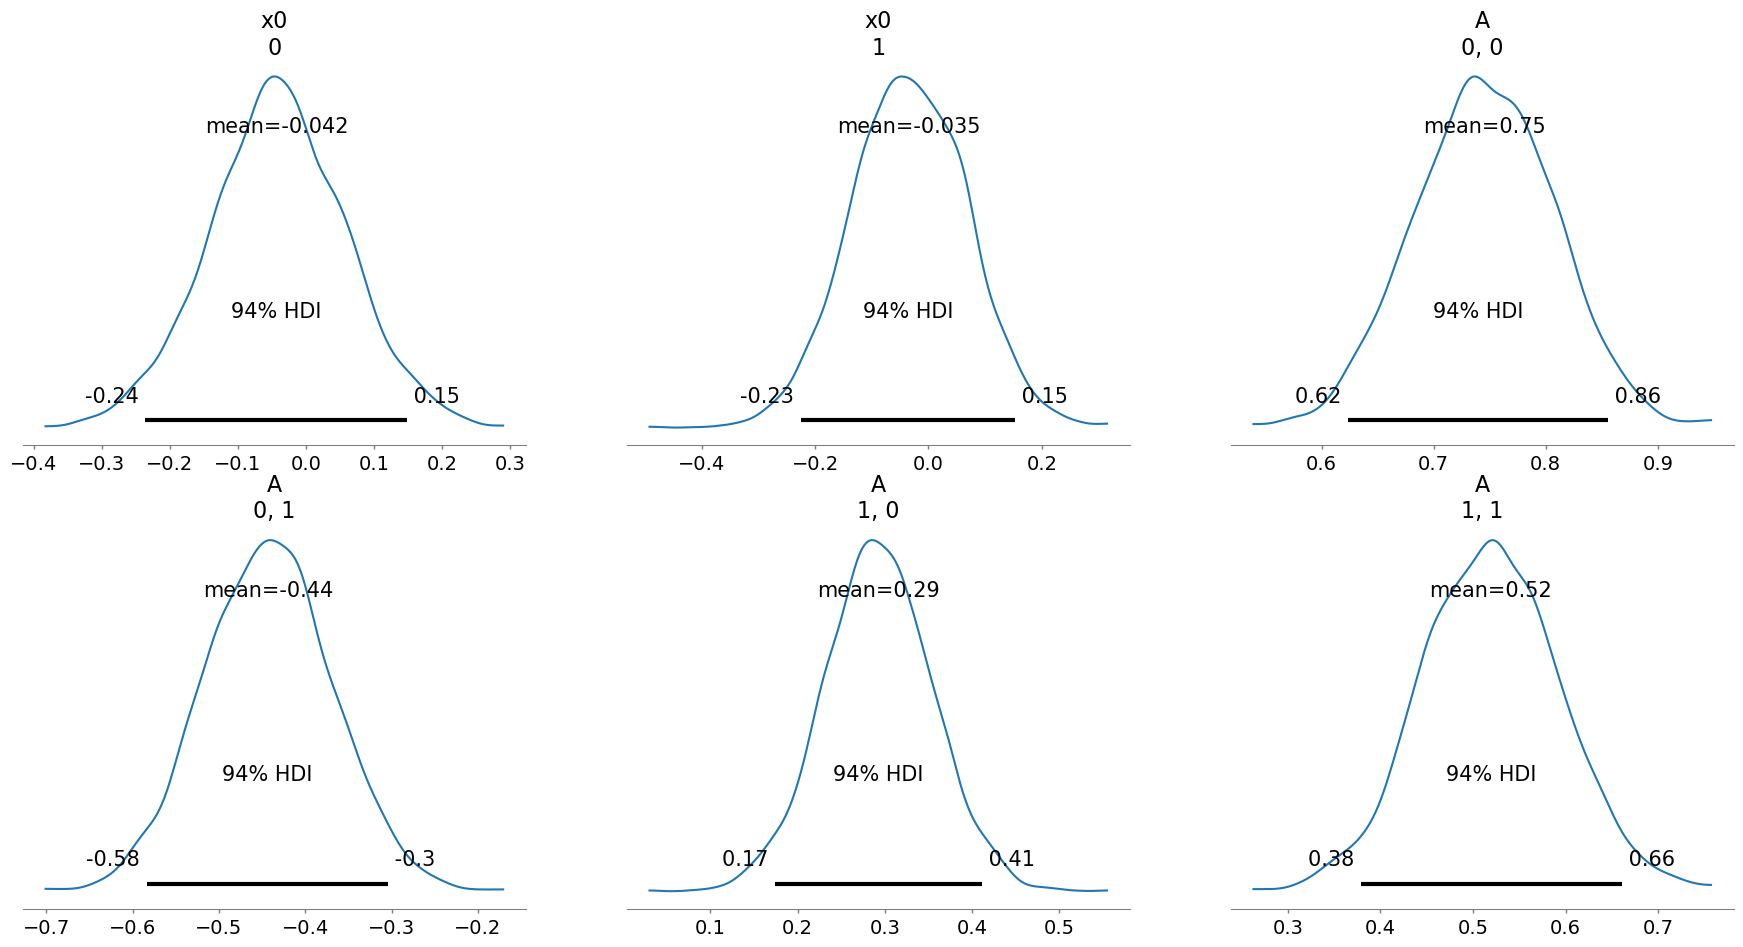 x0
0
mean=-0.042
94% HDI
-0.24
0.15
−0.4 −0.3 −0.2 −0.1 0.0 0.1 0.2 0.3
x0
1
mean=-0.035
94% HDI
-0.23
0.15
−0.4 −0.2 0.0 0.2
A
0, 0
mean=0.75
94% HDI
0.62
0.86
0.6 0.7 0.8 0.9
A
0, 1
mean=-0.44
94% HDI
-0.58
-0.3
−0.7 −0.6 −0.5 −0.4 −0.3 −0.2
A
1, 0
mean=0.29
94% HDI
0.17
0.41
0.1 0.2 0.3 0.4 0.5
A
1, 1
mean=0.52
94% HDI
0.38
0.66
0.3 0.4 0.5 0.6 0.7